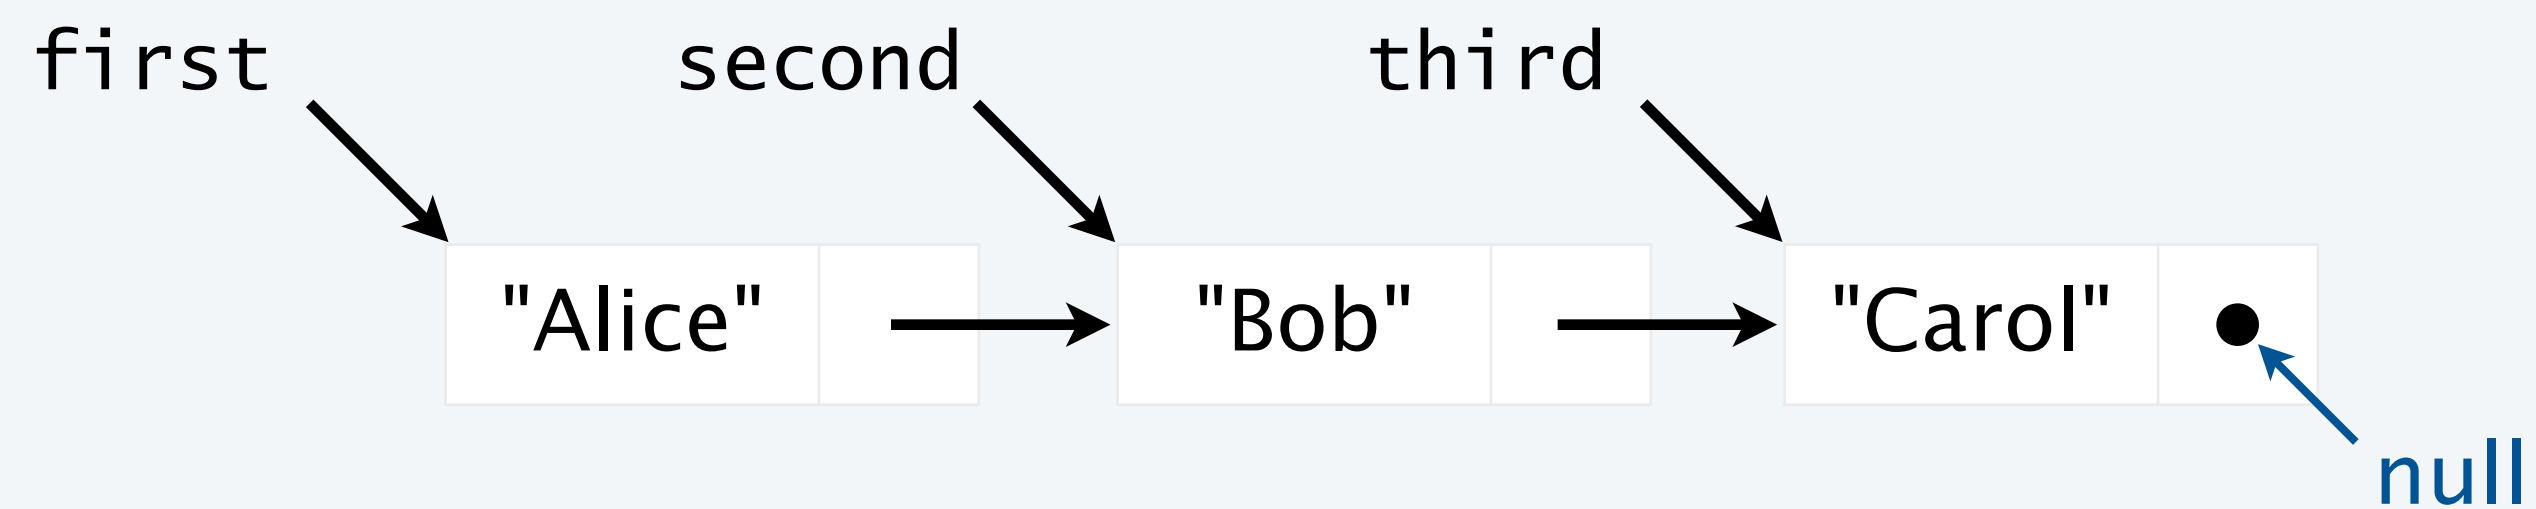 first second third
"Alice" "Bob" "Carol"
null